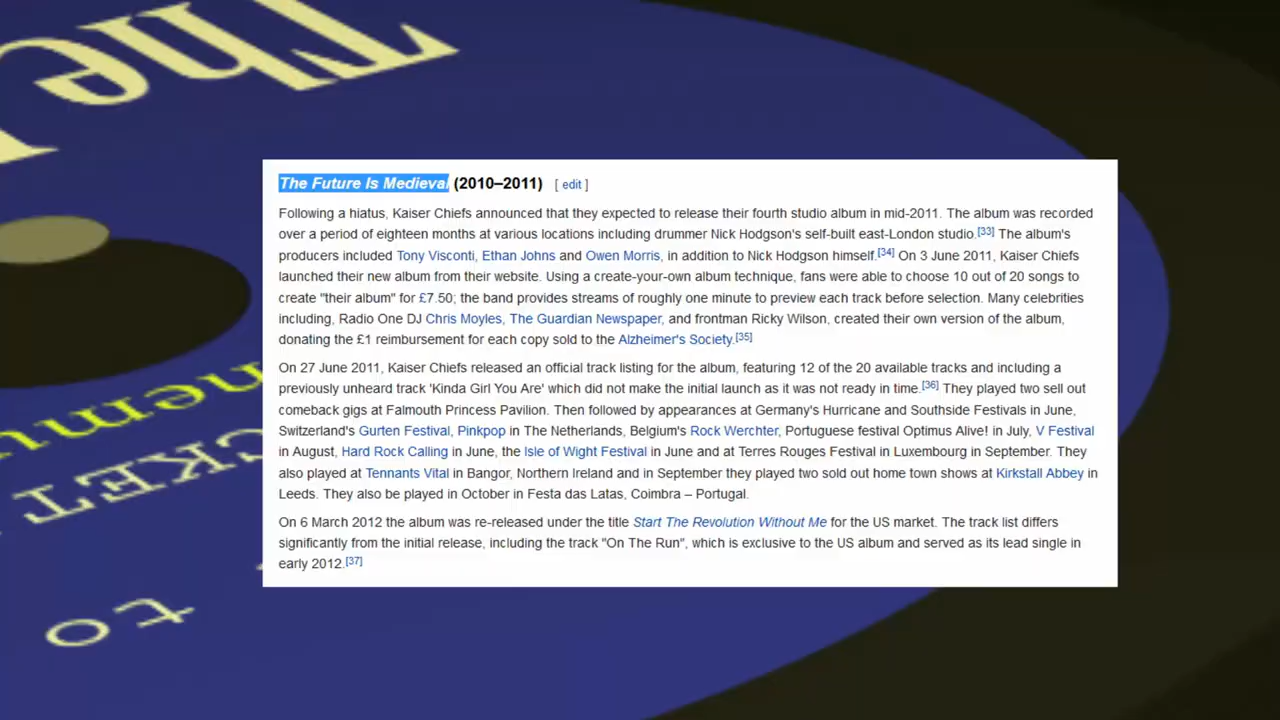 The
nemu
CKET
to
The Future Is Medieval (2010–2011) [ edit ]
Following a hiatus, Kaiser Chiefs announced that they expected to release their fourth studio album in mid-2011. The album was recorded
over a period of eighteen months at various locations including drummer Nick Hodgson's self-built east-London studio.[33] The album's
producers included Tony Visconti, Ethan Johns and Owen Morris, in addition to Nick Hodgson himself.[34] On 3 June 2011, Kaiser Chiefs
launched their new album from their website. Using a create-your-own album technique, fans were able to choose 10 out of 20 songs to
create "their album" for £7.50; the band provides streams of roughly one minute to preview each track before selection. Many celebrities
including, Radio One DJ Chris Moyles, The Guardian Newspaper, and frontman Ricky Wilson, created their own version of the album,
donating the £1 reimbursement for each copy sold to the Alzheimer's Society.[35]
On 27 June 2011, Kaiser Chiefs released an official track listing for the album, featuring 12 of the 20 available tracks and including a
previously unheard track 'Kinda Girl You Are' which did not make the initial launch as it was not ready in time.[36] They played two sell out
comeback gigs at Falmouth Princess Pavilion. Then followed by appearances at Germany's Hurricane and Southside Festivals in June,
Switzerland's Gurten Festival, Pinkpop in The Netherlands, Belgium's Rock Werchter, Portuguese festival Optimus Alive! in July, V Festival
in August, Hard Rock Calling in June, the Isle of Wight Festival in June and at Terres Rouges Festival in Luxembourg in September. They
also played at Tennants Vital in Bangor, Northern Ireland and in September they played two sold out home town shows at Kirkstall Abbey in
Leeds. They also be played in October in Festa das Latas, Coimbra – Portugal.
On 6 March 2012 the album was re-released under the title Start The Revolution Without Me for the US market. The track list differs
significantly from the initial release, including the track "On The Run", which is exclusive to the US album and served as its lead single in
early 2012.[37]